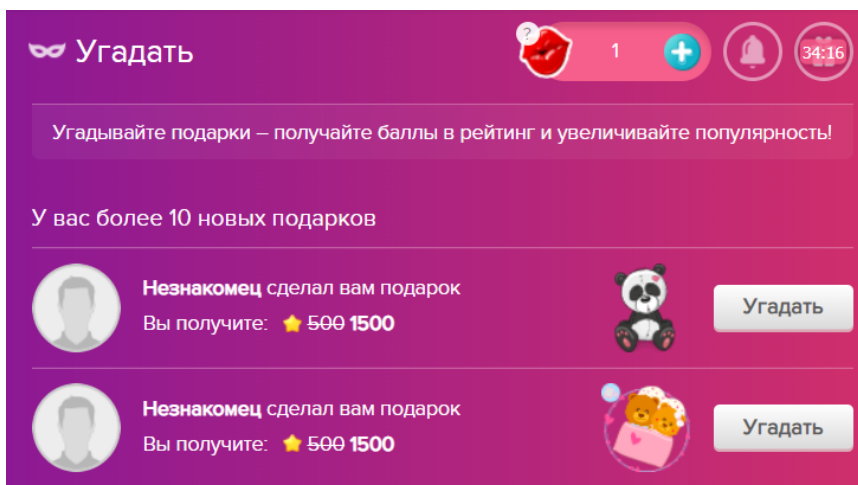 Угадать
?
1
34:16
Угадывайте подарки – получайте баллы в рейтинг и увеличивайте популярность!
У вас более 10 новых подарков
Незнакомец сделал вам подарок
Вы получите: 500 1500
Угадать
Незнакомец сделал вам подарок
Вы получите: 500 1500
Угадать